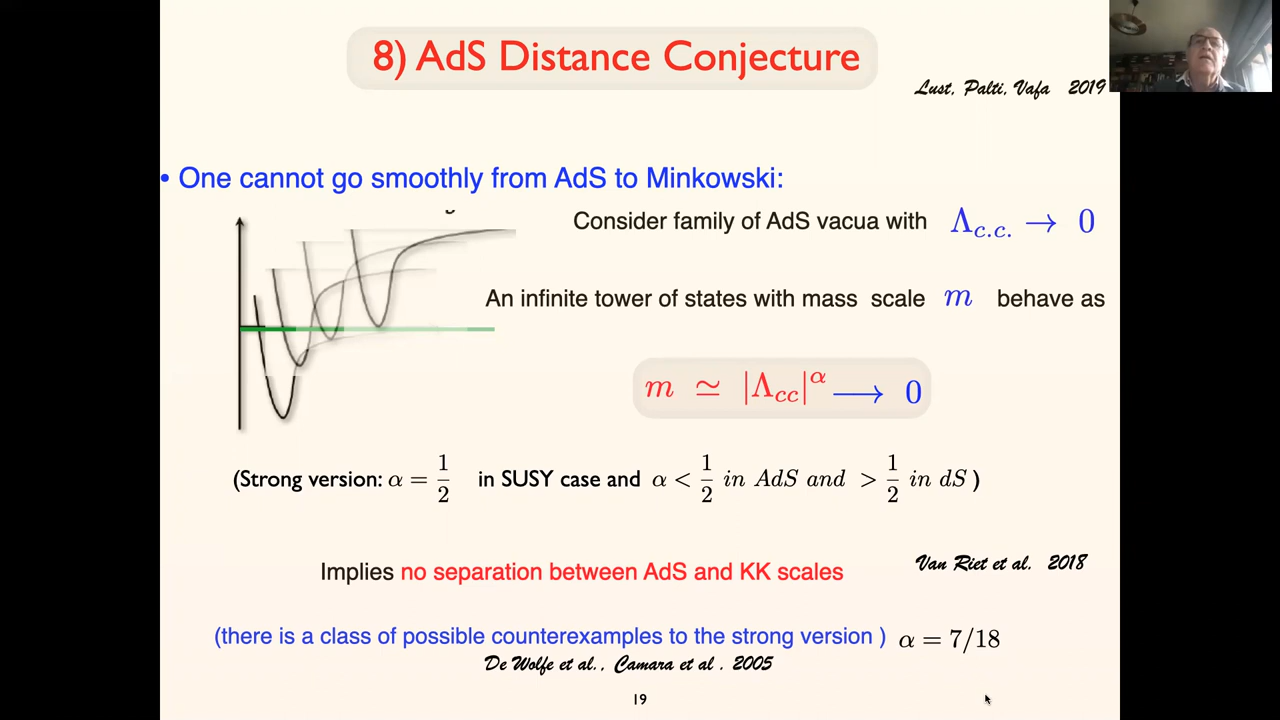 8) AdS Distance Conjecture
Lust, Palti, Vafa 2019
• One cannot go smoothly from AdS to Minkowski:
Consider family of AdS vacua with Λ_{c.c.} → 0
An infinite tower of states with mass scale m behave as
m ≃ |Λ_{cc}|^α ⟶ 0
(Strong version: α = 1/2 in SUSY case and α < 1/2 in AdS and > 1/2 in dS )
Implies no separation between AdS and KK scales
Van Riet et al. 2018
(there is a class of possible counterexamples to the strong version ) α = 7/18
De Wolfe et al., Camara et al . 2005
19